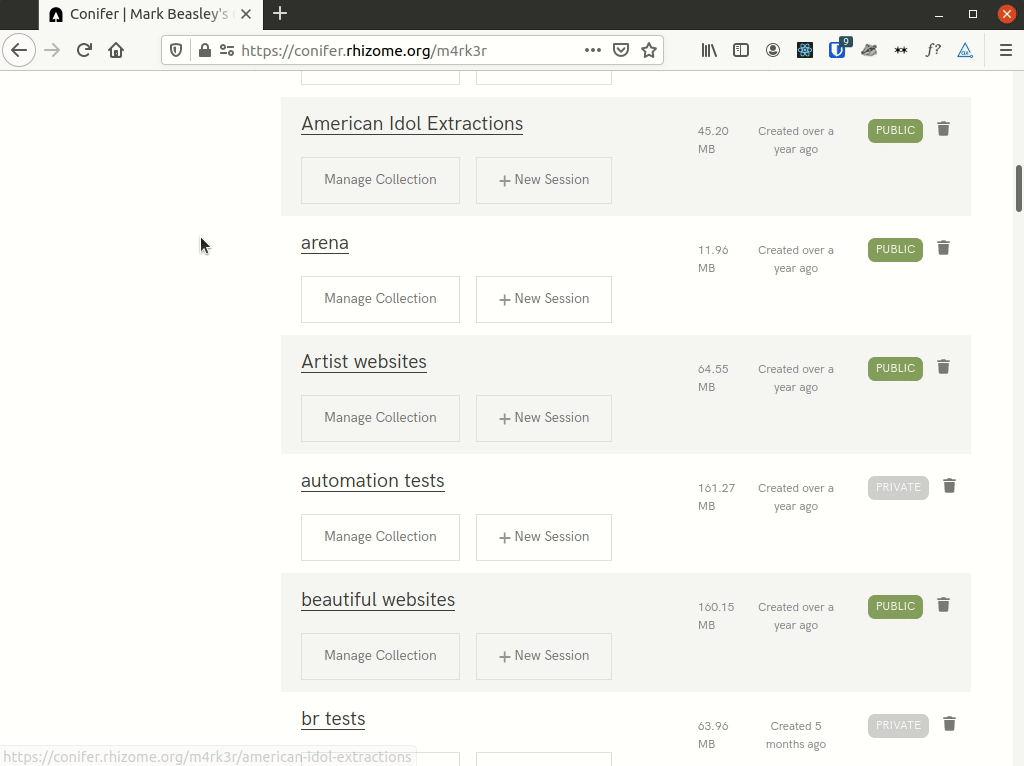 Conifer | Mark Beasley's
https://conifer.rhizome.org/m4rk3r
9
f?
American Idol Extractions
45.20 MB
Created over a year ago
PUBLIC
Manage Collection
+ New Session
arena
11.96 MB
Created over a year ago
PUBLIC
Manage Collection
+ New Session
Artist websites
64.55 MB
Created over a year ago
PUBLIC
Manage Collection
+ New Session
automation tests
161.27 MB
Created over a year ago
PRIVATE
Manage Collection
+ New Session
beautiful websites
160.15 MB
Created over a year ago
PUBLIC
Manage Collection
+ New Session
br tests
63.96 MB
Created 5 months ago
PRIVATE
https://conifer.rhizome.org/m4rk3r/american-idol-extractions